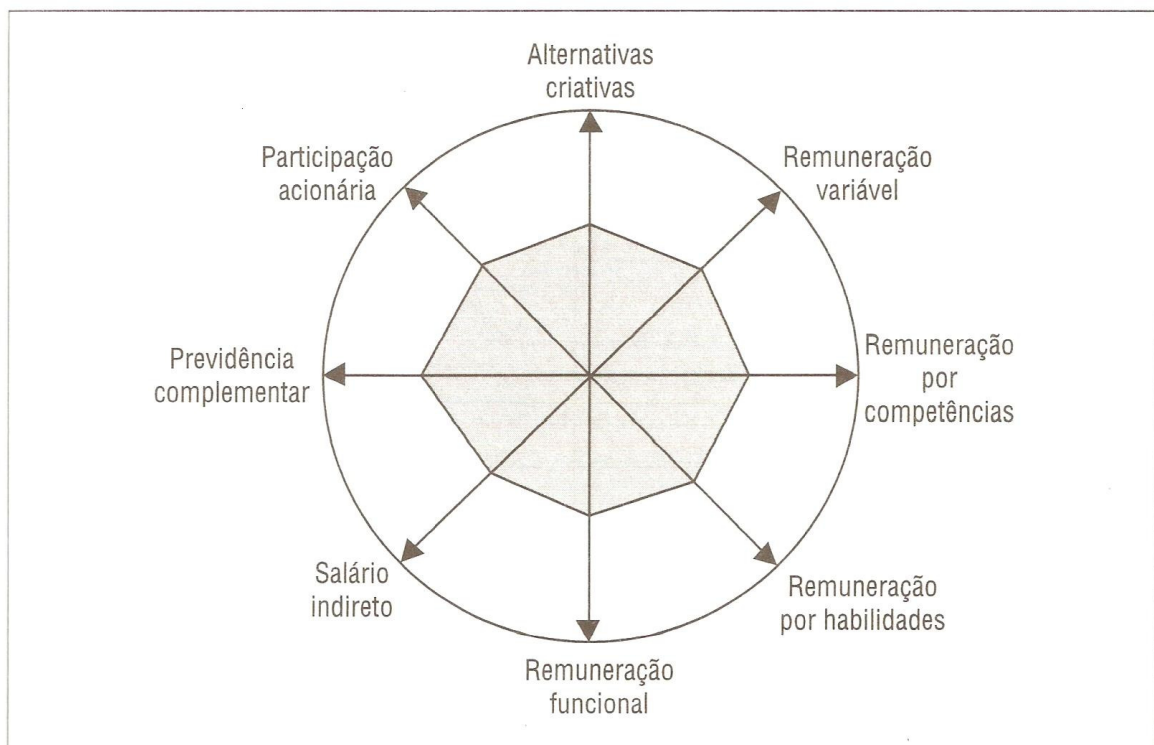 Alternativas
criativas
Remuneração
variável
Remuneração
por
competências
Remuneração
por habilidades
Remuneração
funcional
Salário
indireto
Previdência
complementar
Participação
acionária